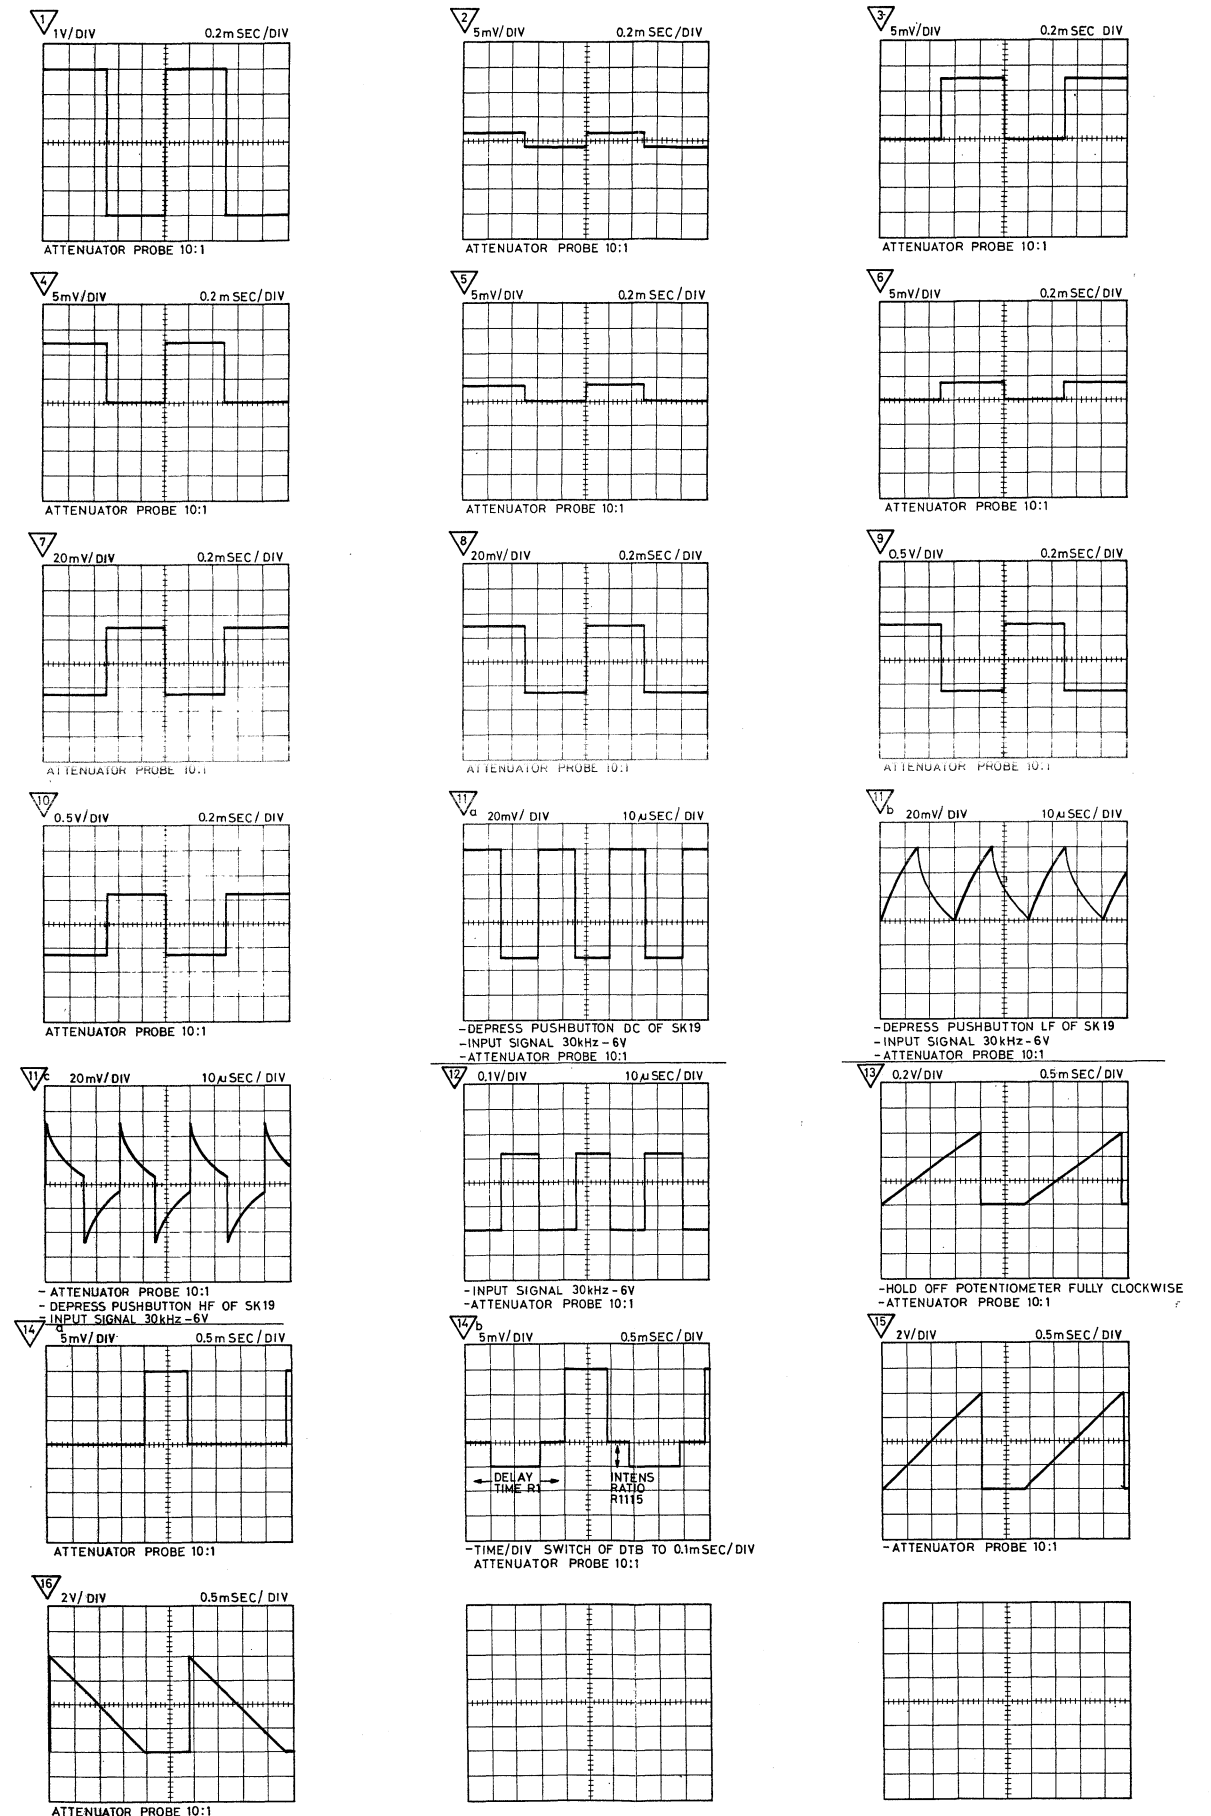 1
1V/DIV 0.2m SEC/DIV
ATTENUATOR PROBE 10:1
2
5mV/DIV 0.2m SEC/DIV
ATTENUATOR PROBE 10:1
3
5mV/DIV 0.2m SEC DIV
ATTENUATOR PROBE 10:1
4
5mV/DIV 0.2m SEC/DIV
ATTENUATOR PROBE 10:1
5
5mV/DIV 0.2m SEC/DIV
ATTENUATOR PROBE 10:1
6
5mV/DIV 0.2m SEC/DIV
ATTENUATOR PROBE 10:1
7
20mV/DIV 0.2mSEC/DIV
ATTENUATOR PROBE 10:1
8
20mV/DIV 0.2mSEC/DIV
ATTENUATOR PROBE 10:1
9
0.5V/DIV 0.2mSEC/DIV
ATTENUATOR PROBE 10:1
10
0.5V/DIV 0.2mSEC/DIV
ATTENUATOR PROBE 10:1
11 a
20mV/DIV 10µSEC/DIV
-DEPRESS PUSHBUTTON DC OF SK19
-INPUT SIGNAL 30kHz-6V
-ATTENUATOR PROBE 10:1
11 b
20mV/DIV 10µSEC/DIV
-DEPRESS PUSHBUTTON LF OF SK19
-INPUT SIGNAL 30kHz-6V
-ATTENUATOR PROBE 10:1
11 c
20mV/DIV 10µSEC/DIV
- ATTENUATOR PROBE 10:1
- DEPRESS PUSHBUTTON HF OF SK19
- INPUT SIGNAL 30kHz-6V
12
0.1V/DIV 10µSEC/DIV
-INPUT SIGNAL 30kHz-6V
-ATTENUATOR PROBE 10:1
13
0.2V/DIV 0.5mSEC/DIV
-HOLD OFF POTENTIOMETER FULLY CLOCKWISE
-ATTENUATOR PROBE 10:1
14 a
5mV/DIV 0.5mSEC/DIV
ATTENUATOR PROBE 10:1
14 b
5mV/DIV 0.5mSEC/DIV
DELAY
TIME R1
INTENS
RATIO
R1115
-TIME/DIV SWITCH OF DTB TO 0.1mSEC/DIV
ATTENUATOR PROBE 10:1
15
2V/DIV 0.5mSEC/DIV
-ATTENUATOR PROBE 10:1
16
2V/DIV 0.5mSEC/DIV
ATTENUATOR PROBE 10:1